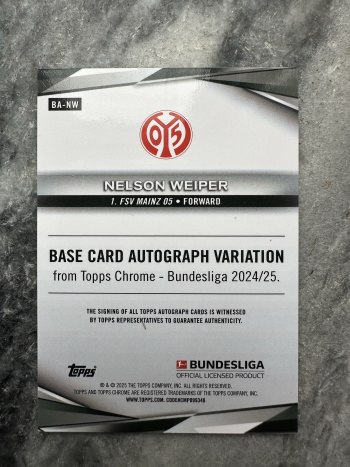 BA-NW
NELSON WEIPER
1. FSV MAINZ 05 • FORWARD
BASE CARD AUTOGRAPH VARIATION
from Topps Chrome - Bundesliga 2024/25.
THE SIGNING OF ALL TOPPS AUTOGRAPH CARDS IS WITNESSED
BY TOPPS REPRESENTATIVES TO GUARANTEE AUTHENTICITY.
Topps
BUNDESLIGA
OFFICIAL LICENSED PRODUCT
® & © 2025 THE TOPPS COMPANY, INC. ALL RIGHTS RESERVED.
TOPPS AND TOPPS CHROME ARE REGISTERED TRADEMARKS OF THE TOPPS COMPANY, INC.
WWW.TOPPS.COM.